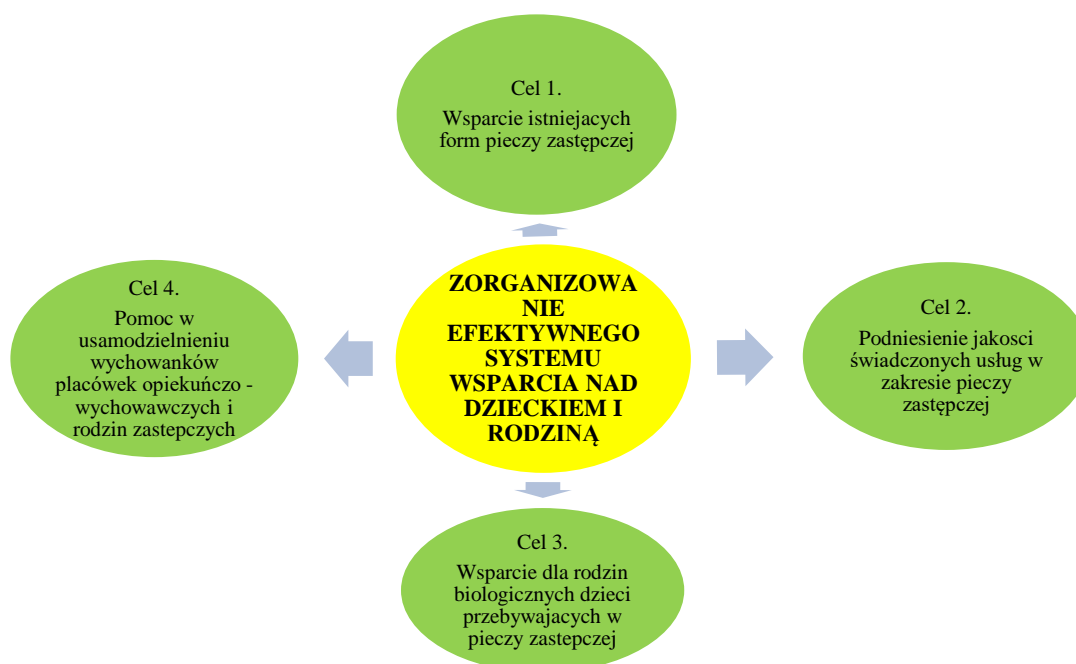 Cel 1.
Wsparcie istniejacych
form pieczy zastępczej
Cel 4.
Pomoc w
usamodzielnieniu
wychowanków
placówek opiekuńczo -
wychowawczych i
rodzin zastepczych
ZORGANIZOWA
NIE
EFEKTYWNEGO
SYSTEMU
WSPARCIA NAD
DZIECKIEM I
RODZINĄ
Cel 2.
Podniesienie jakosci
świadczonych usług w
zakresie pieczy
zastępczej
Cel 3.
Wsparcie dla rodzin
biologicznych dzieci
przebywajacych w
pieczy zastepczej